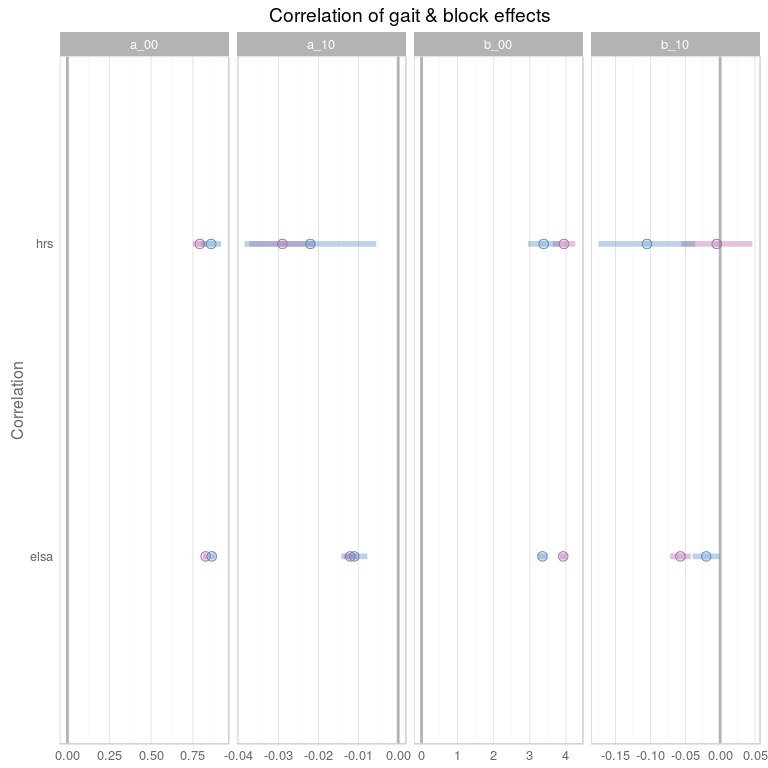 Correlation of gait & block effects
a_00 a_10 b_00 b_10
hrs
Correlation
elsa
0.00 0.25 0.50 0.75 -0.04 -0.03 -0.02 -0.01 0.00 0 1 2 3 4 -0.15 -0.10 -0.05 0.00 0.05